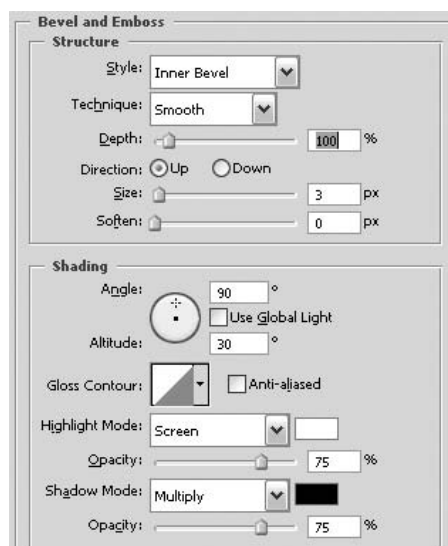 Bevel and Emboss
Structure
Style: Inner Bevel
Technique: Smooth
Depth: 100 %
Direction: Up Down
Size: 3 px
Soften: 0 px
Shading
Angle: 90 °
Use Global Light
Altitude: 30 °
Gloss Contour: Anti-aliased
Highlight Mode: Screen
Opacity: 75 %
Shadow Mode: Multiply
Opacity: 75 %